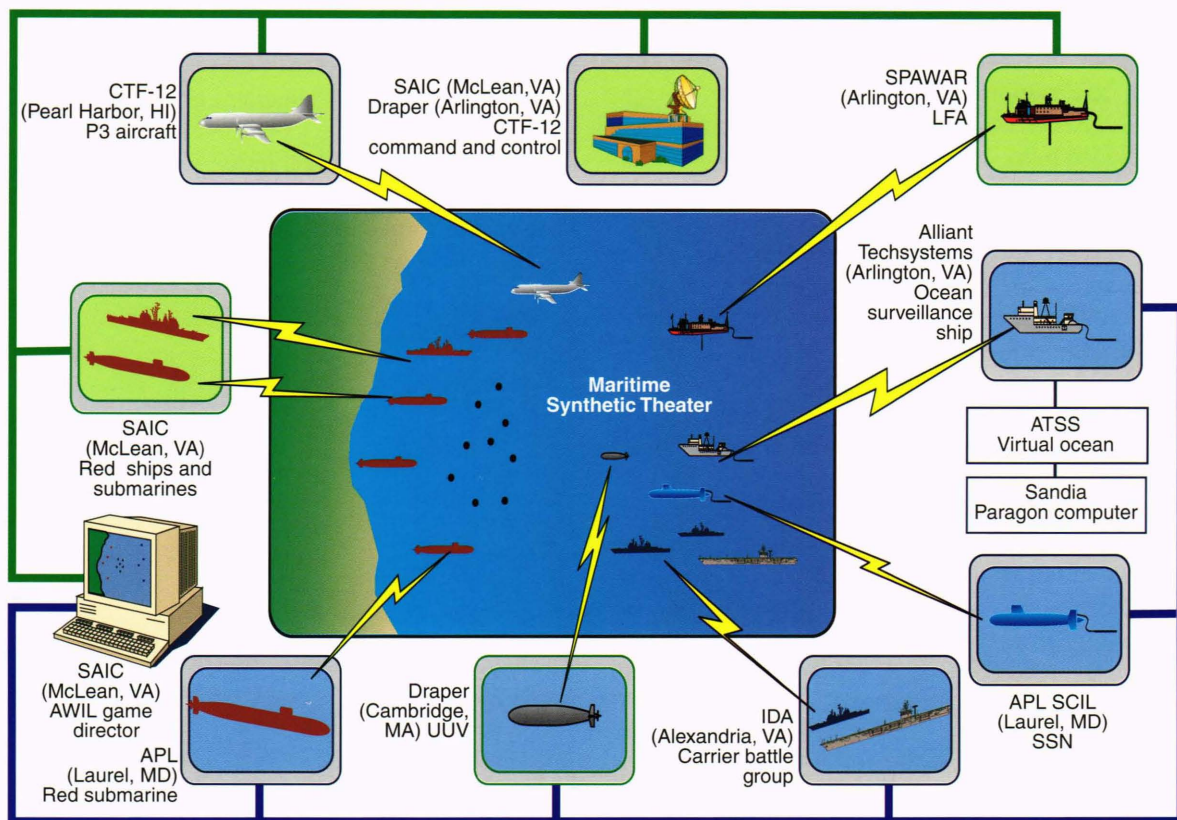 CTF-12
(Pearl Harbor, HI)
P3 aircraft
SAIC (McLean,VA)
Draper (Arlington, VA)
CTF-12
command and control
SPAWAR
(Arlington, VA)
LFA
Alliant
Techsystems
(Arlington, VA)
Ocean
surveillance
ship
Maritime
Synthetic Theater
SAIC
(McLean, VA)
Red ships and
submarines
ATSS
Virtual ocean
Sandia
Paragon computer
SAIC
(McLean, VA)
AWIL game
director
APL
(Laurel, MD)
Red submarine
Draper
(Cambridge,
MA) UUV
IDA
(Alexandria, VA)
Carrier battle
group
APL SCIL
(Laurel, MD)
SSN